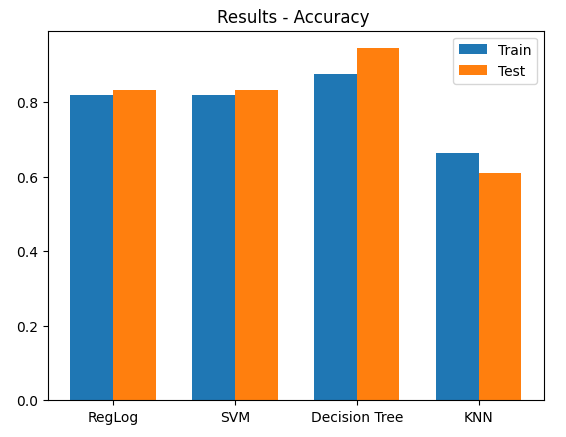 Results - Accuracy
Train
Test
0.8
0.6
0.4
0.2
0.0
RegLog SVM Decision Tree KNN